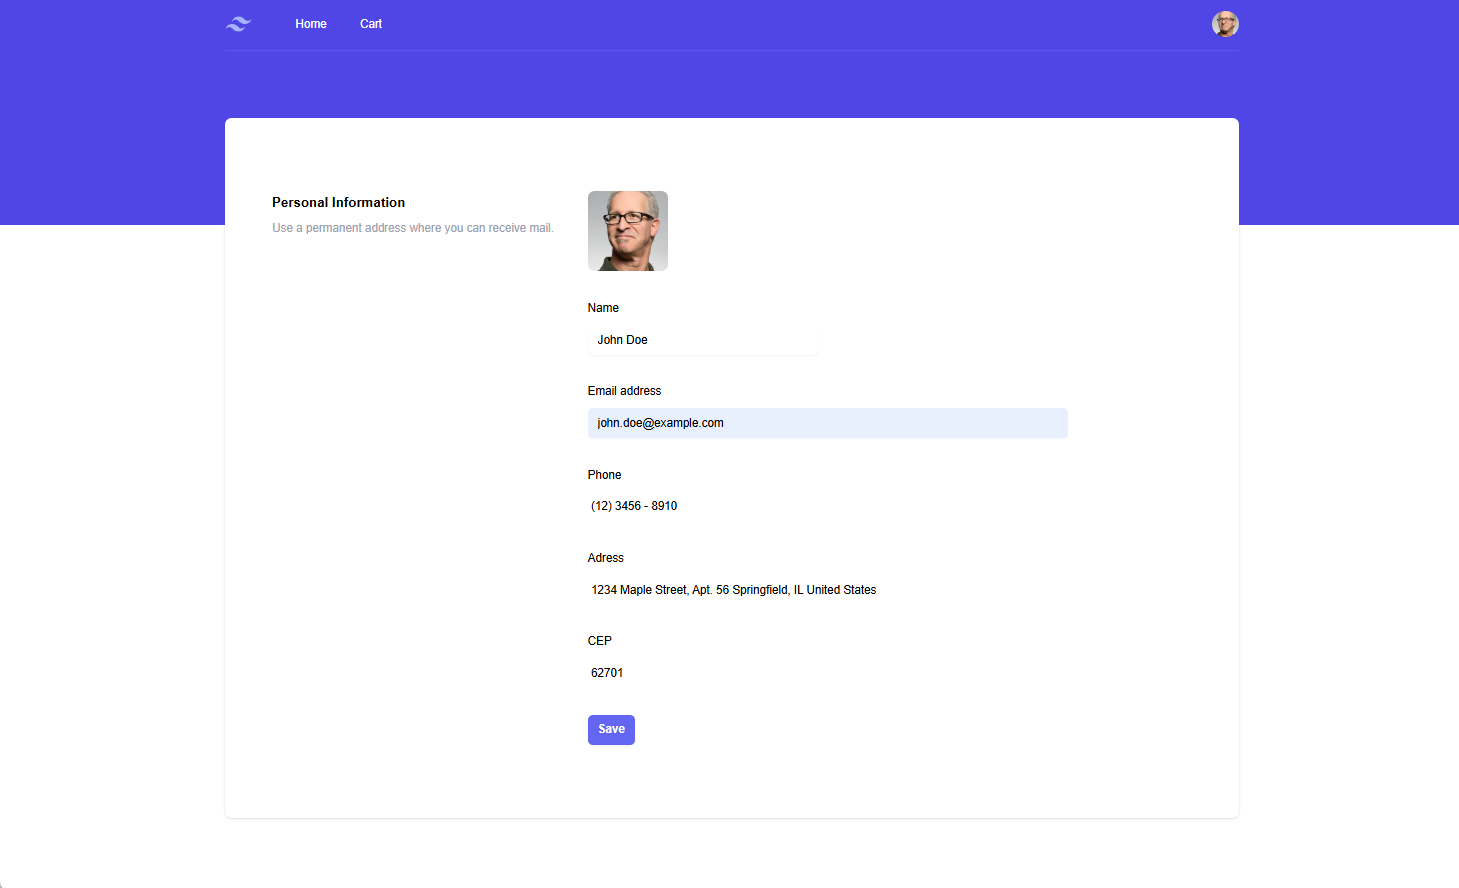 Home
Cart
Personal Information
Use a permanent address where you can receive mail.
Name
John Doe
Email address
john.doe@example.com
Phone
(12) 3456 - 8910
Adress
1234 Maple Street, Apt. 56 Springfield, IL United States
CEP
62701
Save